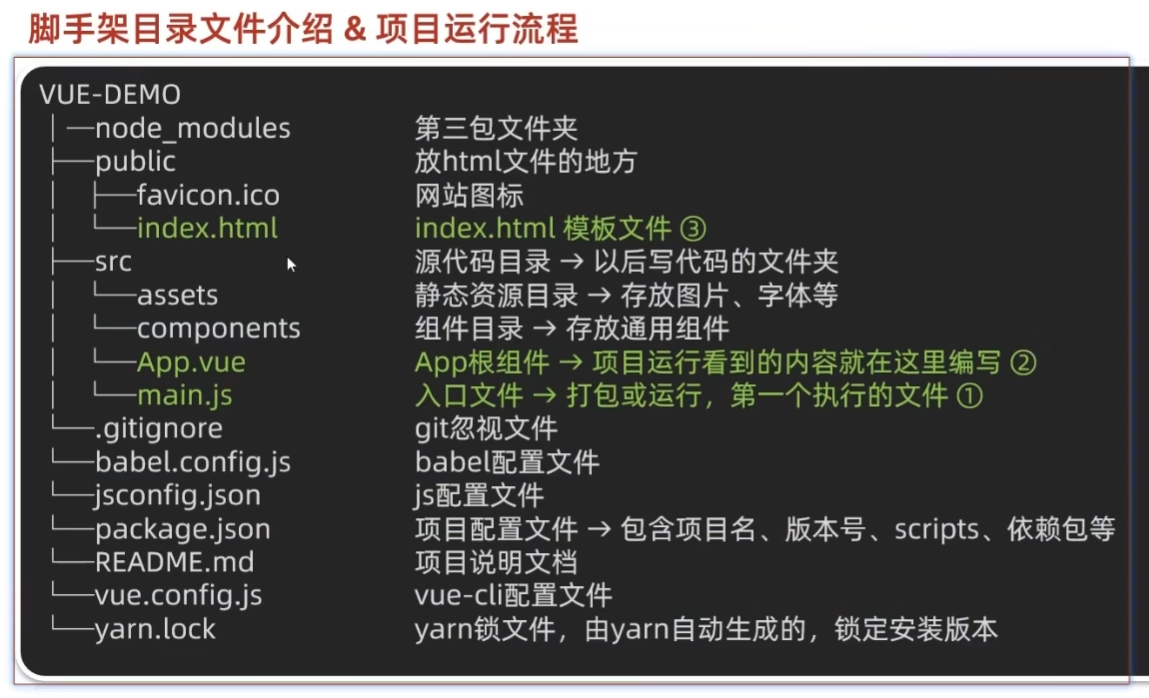 脚手架目录文件介绍 & 项目运行流程
VUE-DEMO
│─node_modules 第三包文件夹
├──public 放html文件的地方
│ ├──favicon.ico 网站图标
│ └──index.html index.html 模板文件 ③
├──src 源代码目录 → 以后写代码的文件夹
│ └──assets 静态资源目录 → 存放图片、字体等
│ └──components 组件目录 → 存放通用组件
│ └──App.vue App根组件 → 项目运行看到的内容就在这里编写 ②
│ └──main.js 入口文件 → 打包或运行，第一个执行的文件 ①
└──.gitignore git忽视文件
└──babel.config.js babel配置文件
└──jsconfig.json js配置文件
└──package.json 项目配置文件 → 包含项目名、版本号、scripts、依赖包等
└──README.md 项目说明文档
└──vue.config.js vue-cli配置文件
└──yarn.lock yarn锁文件，由yarn自动生成的，锁定安装版本